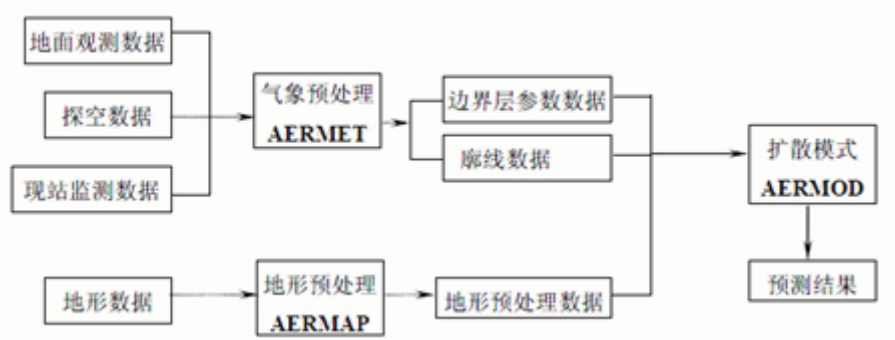 地面观测数据
探空数据
现站监测数据
气象预处理
AERMET
边界层参数数据
廓线数据
地形数据
地形预处理
AERMAP
地形预处理数据
扩散模式
AERMOD
预测结果